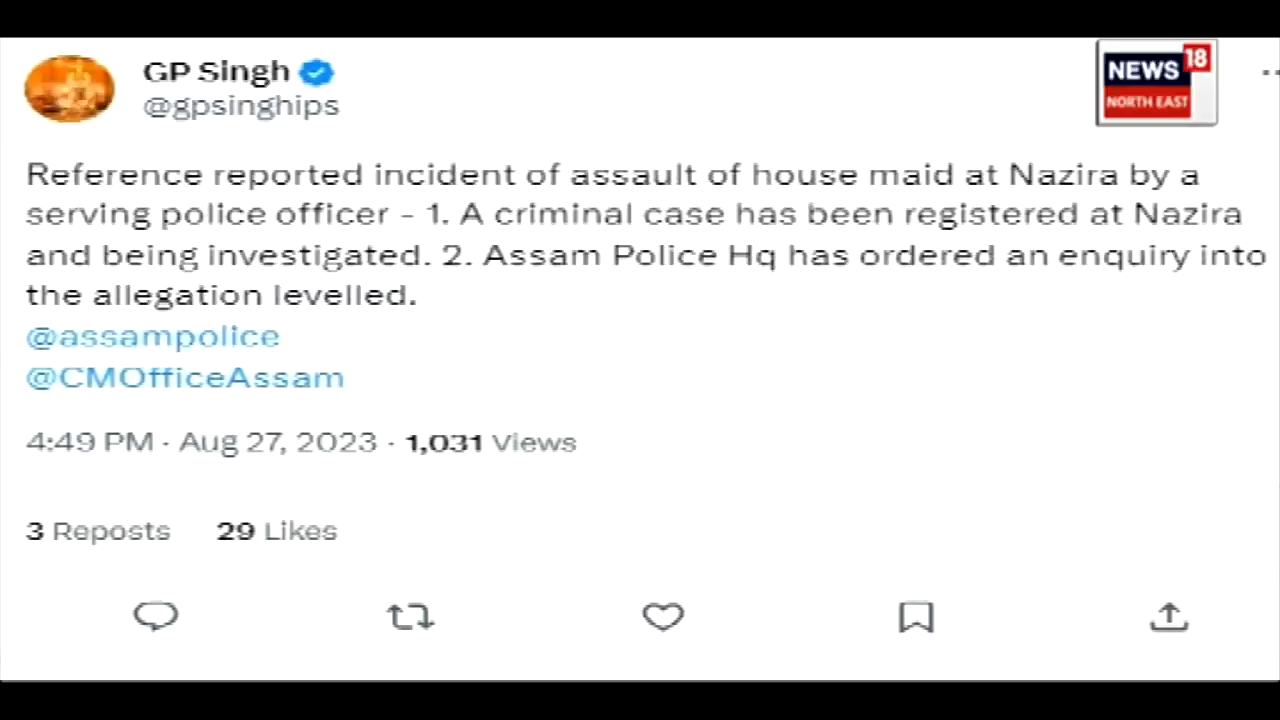 GP Singh
@gpsinghips
NEWS 18
NORTH EAST
Reference reported incident of assault of house maid at Nazira by a
serving police officer - 1. A criminal case has been registered at Nazira
and being investigated. 2. Assam Police Hq has ordered an enquiry into
the allegation levelled.
@assampolice
@CMOfficeAssam
4:49 PM · Aug 27, 2023 · 1,031 Views
3 Reposts 29 Likes